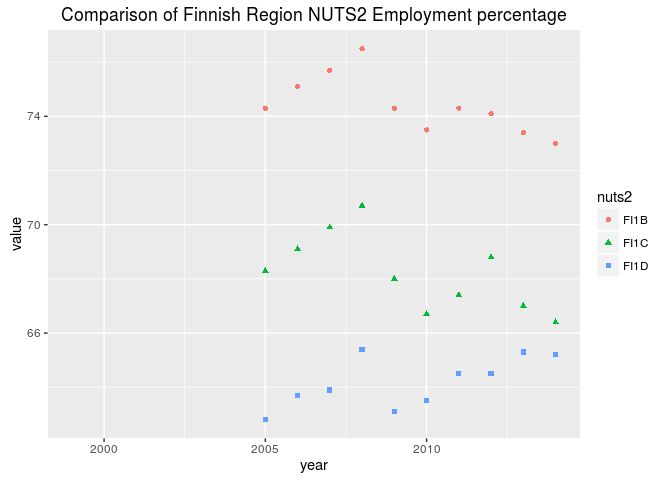 Comparison of Finnish Region NUTS2 Employment percentage
74
70
66
value
2000 2005 2010
year
nuts2
FI1B
FI1C
FI1D